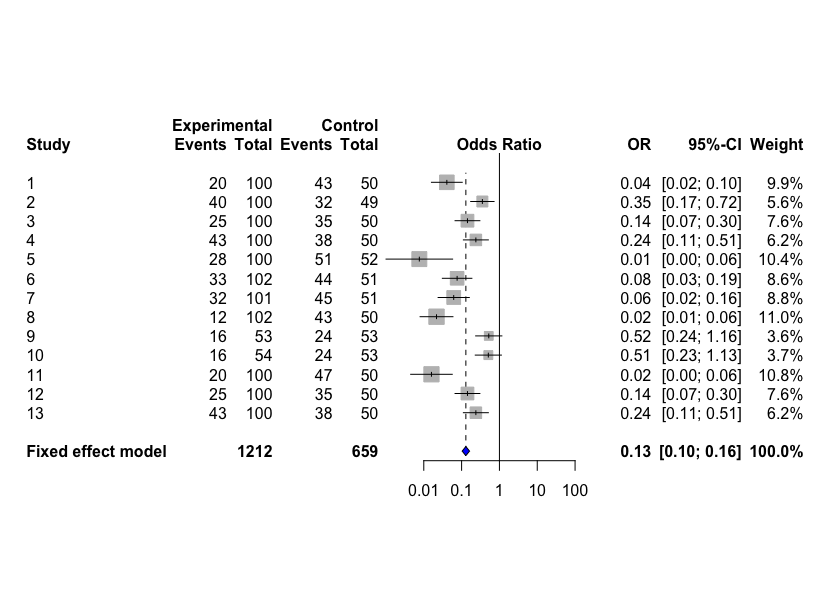 Experimental Control
Study Events Total Events Total Odds Ratio OR 95%-CI Weight
1 20 100 43 50 0.04 [0.02; 0.10] 9.9%
2 40 100 32 49 0.35 [0.17; 0.72] 5.6%
3 25 100 35 50 0.14 [0.07; 0.30] 7.6%
4 43 100 38 50 0.24 [0.11; 0.51] 6.2%
5 28 100 51 52 0.01 [0.00; 0.06] 10.4%
6 33 102 44 51 0.08 [0.03; 0.19] 8.6%
7 32 101 45 51 0.06 [0.02; 0.16] 8.8%
8 12 102 43 50 0.02 [0.01; 0.06] 11.0%
9 16 53 24 53 0.52 [0.24; 1.16] 3.6%
10 16 54 24 53 0.51 [0.23; 1.13] 3.7%
11 20 100 47 50 0.02 [0.00; 0.06] 10.8%
12 25 100 35 50 0.14 [0.07; 0.30] 7.6%
13 43 100 38 50 0.24 [0.11; 0.51] 6.2%
Fixed effect model 1212 659 0.13 [0.10; 0.16] 100.0%
0.01 0.1 1 10 100